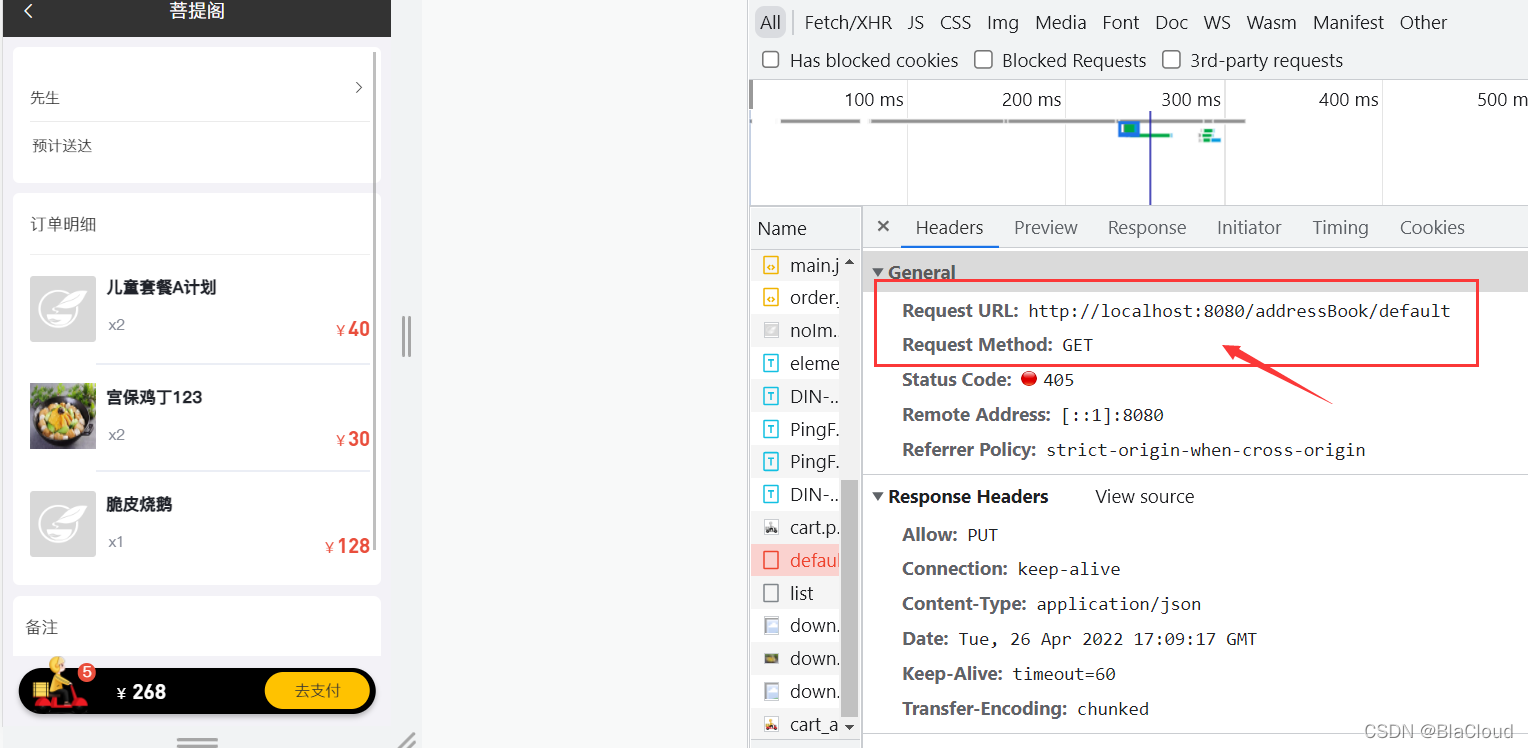 菩提阁
先生
预计送达
订单明细
儿童套餐A计划
x2
¥40
宫保鸡丁123
x2
¥30
脆皮烧鹅
x1
¥128
备注
5
¥ 268
去支付
All Fetch/XHR JS CSS Img Media Font Doc WS Wasm Manifest Other
Has blocked cookies Blocked Requests 3rd-party requests
100 ms 200 ms 300 ms 400 ms 500 m
Name
main.j
order.
noIm.
eleme
DIN-..
PingF.
PingF.
DIN-..
cart.p.
defaul
list
down.
down.
down.
cart_a
Headers Preview Response Initiator Timing Cookies
General
Request URL: http://localhost:8080/addressBook/default
Request Method: GET
Status Code: 405
Remote Address: [::1]:8080
Referrer Policy: strict-origin-when-cross-origin
Response Headers View source
Allow: PUT
Connection: keep-alive
Content-Type: application/json
Date: Tue, 26 Apr 2022 17:09:17 GMT
Keep-Alive: timeout=60
Transfer-Encoding: chunked
CSDN @BlaCloud